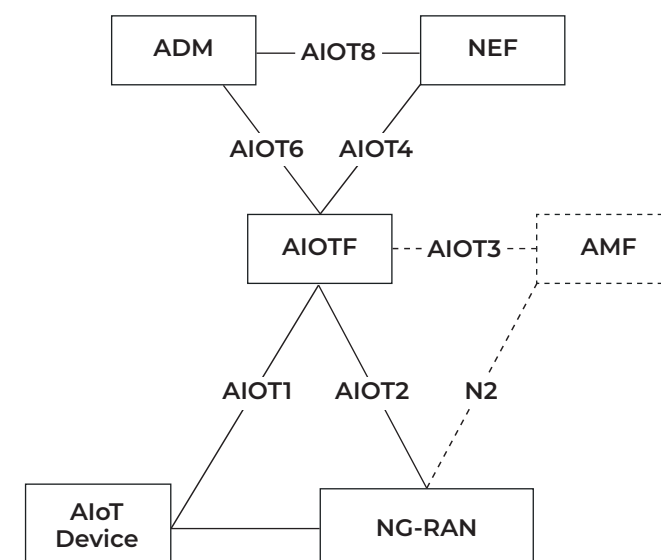 ADM
AIOT8
NEF
AIOT6
AIOT4
AIOTF
AIOT3
AMF
AIOT1
AIOT2
N2
AIoT
Device
NG-RAN